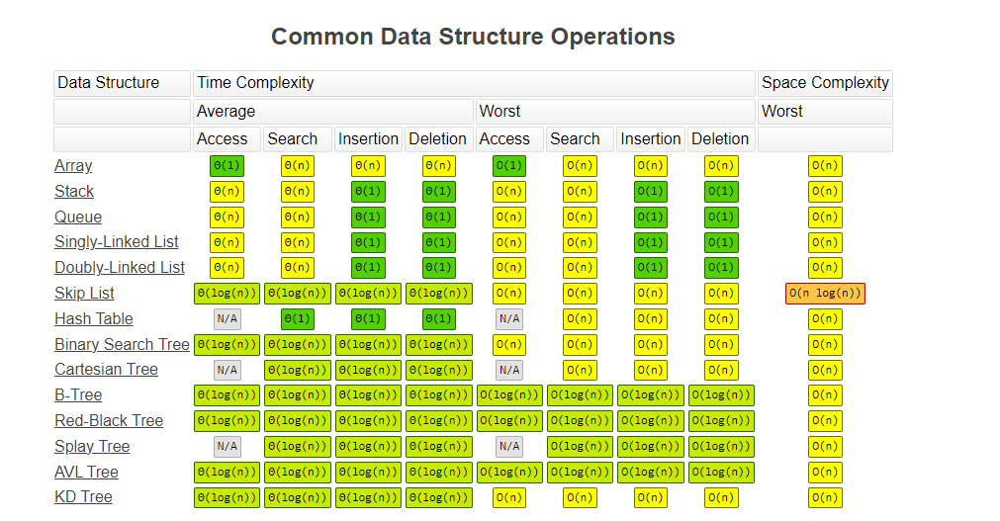 Common Data Structure Operations
Data Structure Time Complexity Space Complexity
Average Worst Worst
Access Search Insertion Deletion Access Search Insertion Deletion
Array Θ(1) Θ(n) Θ(n) Θ(n) O(1) O(n) O(n) O(n) O(n)
Stack Θ(n) Θ(n) Θ(1) Θ(1) O(n) O(n) O(1) O(1) O(n)
Queue Θ(n) Θ(n) Θ(1) Θ(1) O(n) O(n) O(1) O(1) O(n)
Singly-Linked List Θ(n) Θ(n) Θ(1) Θ(1) O(n) O(n) O(1) O(1) O(n)
Doubly-Linked List Θ(n) Θ(n) Θ(1) Θ(1) O(n) O(n) O(1) O(1) O(n)
Skip List Θ(log(n)) Θ(log(n)) Θ(log(n)) Θ(log(n)) O(n) O(n) O(n) O(n) O(n log(n))
Hash Table N/A Θ(1) Θ(1) Θ(1) N/A O(n) O(n) O(n) O(n)
Binary Search Tree Θ(log(n)) Θ(log(n)) Θ(log(n)) Θ(log(n)) O(n) O(n) O(n) O(n) O(n)
Cartesian Tree N/A Θ(log(n)) Θ(log(n)) Θ(log(n)) N/A O(n) O(n) O(n) O(n)
B-Tree Θ(log(n)) Θ(log(n)) Θ(log(n)) Θ(log(n)) O(log(n)) O(log(n)) O(log(n)) O(log(n)) O(n)
Red-Black Tree Θ(log(n)) Θ(log(n)) Θ(log(n)) Θ(log(n)) O(log(n)) O(log(n)) O(log(n)) O(log(n)) O(n)
Splay Tree N/A Θ(log(n)) Θ(log(n)) Θ(log(n)) N/A O(log(n)) O(log(n)) O(log(n)) O(n)
AVL Tree Θ(log(n)) Θ(log(n)) Θ(log(n)) Θ(log(n)) O(log(n)) O(log(n)) O(log(n)) O(log(n)) O(n)
KD Tree Θ(log(n)) Θ(log(n)) Θ(log(n)) Θ(log(n)) O(n) O(n) O(n) O(n) O(n)